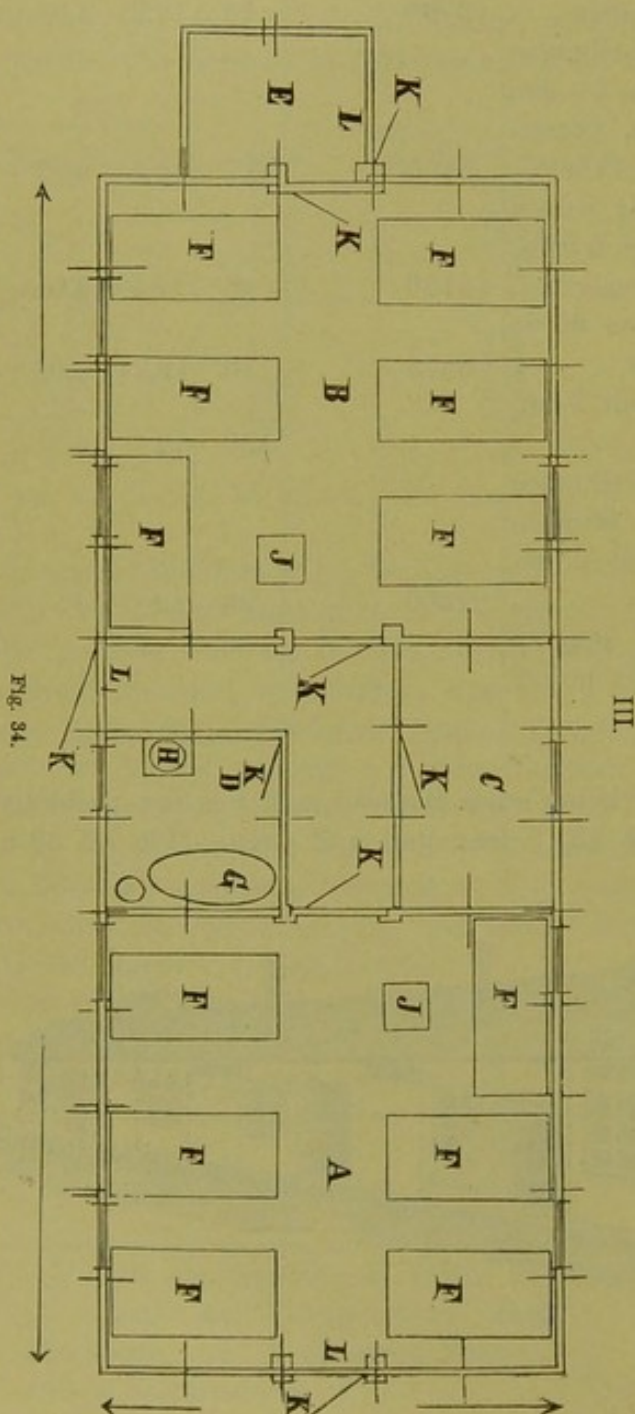 III.
C F
F F F K F F
K J
K
L K B A L
K K
E J K
D G
F F F F F
H
F
L
K
Fig. 34.